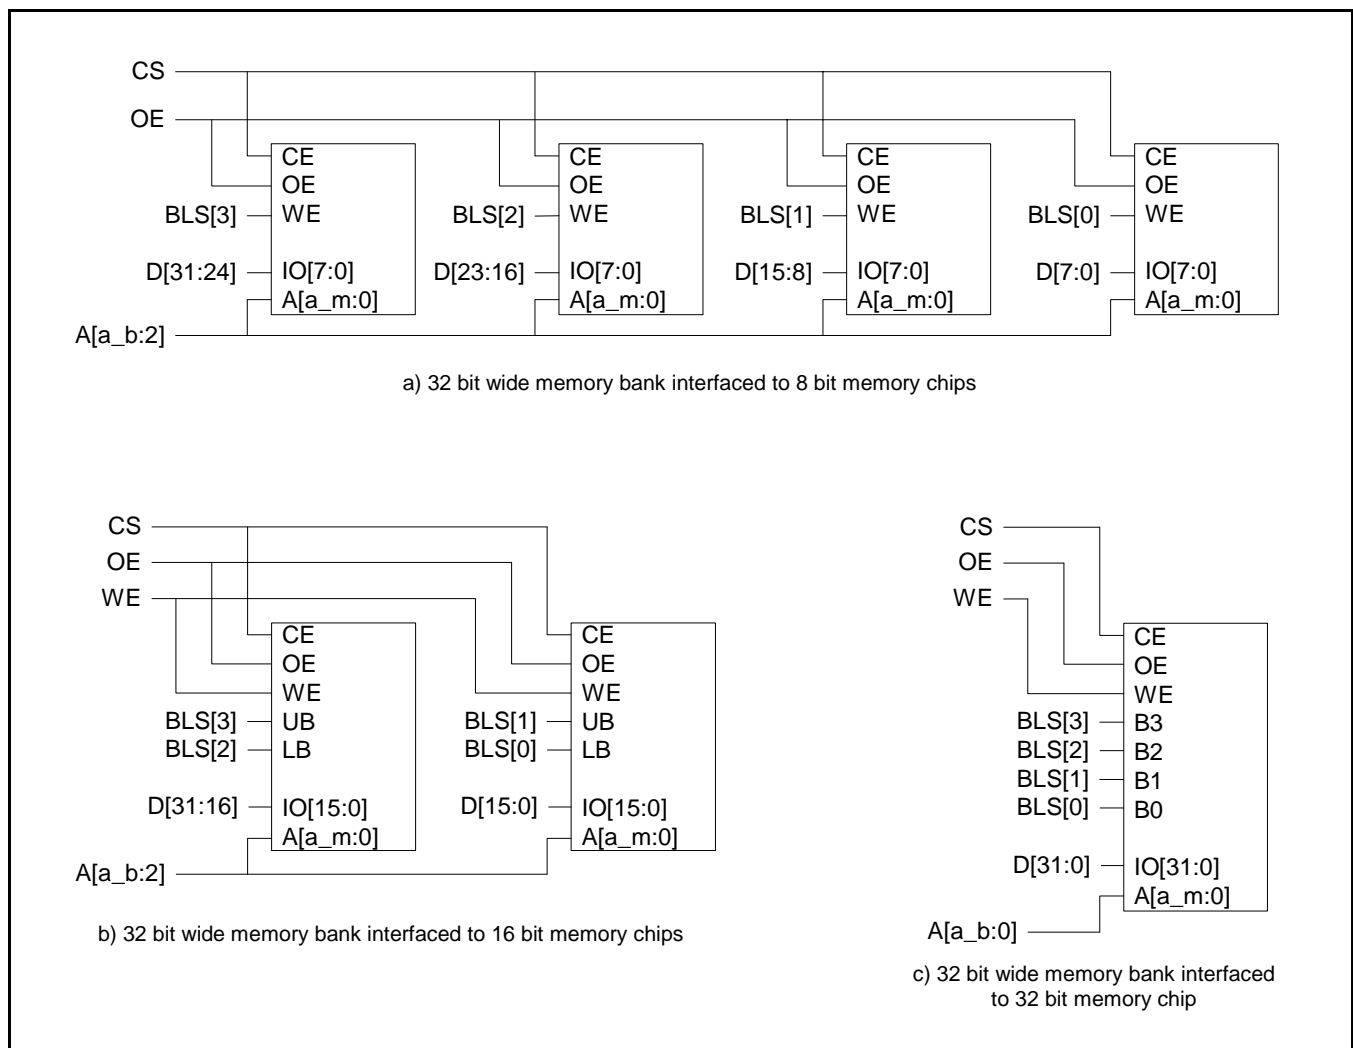 CS
OE
CE
OE
BLS[3] WE
D[31:24] IO[7:0]
A[a_m:0]
CE
OE
BLS[2] WE
D[23:16] IO[7:0]
A[a_m:0]
CE
OE
BLS[1] WE
D[15:8] IO[7:0]
A[a_m:0]
CE
OE
BLS[0] WE
D[7:0] IO[7:0]
A[a_m:0]
A[a_b:2]
a) 32 bit wide memory bank interfaced to 8 bit memory chips
CS
OE
WE
CE
OE
WE
BLS[3] UB
BLS[2] LB
D[31:16] IO[15:0]
A[a_m:0]
CE
OE
WE
BLS[1] UB
BLS[0] LB
D[15:0] IO[15:0]
A[a_m:0]
A[a_b:2]
b) 32 bit wide memory bank interfaced to 16 bit memory chips
CS
OE
WE
CE
OE
WE
BLS[3] B3
BLS[2] B2
BLS[1] B1
BLS[0] B0
D[31:0] IO[31:0]
A[a_m:0]
A[a_b:0]
c) 32 bit wide memory bank interfaced
to 32 bit memory chip